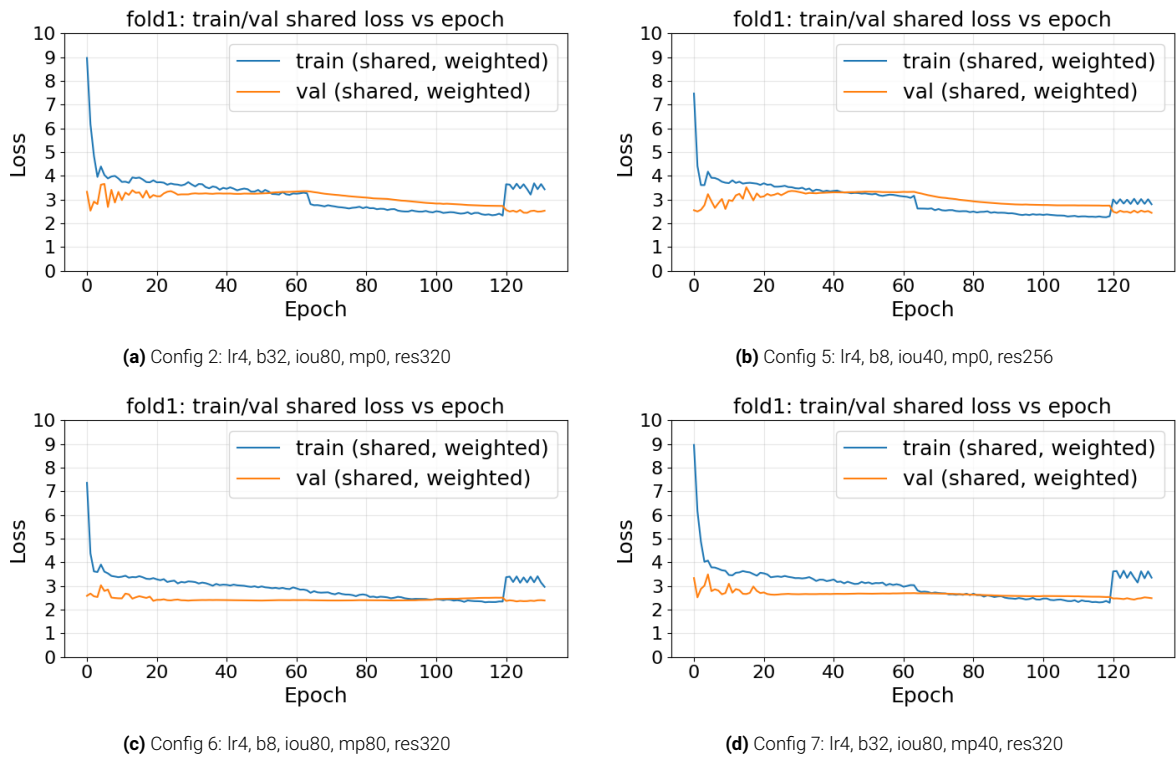 fold1: train/val shared loss vs epoch
10
9
8
7
6
5
4
3
2
1
0
Loss
train (shared, weighted)
val (shared, weighted)
0 20 40 60 80 100 120
Epoch
(a) Config 2: lr4, b32, iou80, mp0, res320
fold1: train/val shared loss vs epoch
10
9
8
7
6
5
4
3
2
1
0
Loss
train (shared, weighted)
val (shared, weighted)
0 20 40 60 80 100 120
Epoch
(b) Config 5: lr4, b8, iou40, mp0, res256
fold1: train/val shared loss vs epoch
10
9
8
7
6
5
4
3
2
1
0
Loss
train (shared, weighted)
val (shared, weighted)
0 20 40 60 80 100 120
Epoch
(c) Config 6: lr4, b8, iou80, mp80, res320
fold1: train/val shared loss vs epoch
10
9
8
7
6
5
4
3
2
1
0
Loss
train (shared, weighted)
val (shared, weighted)
0 20 40 60 80 100 120
Epoch
(d) Config 7: lr4, b32, iou80, mp40, res320